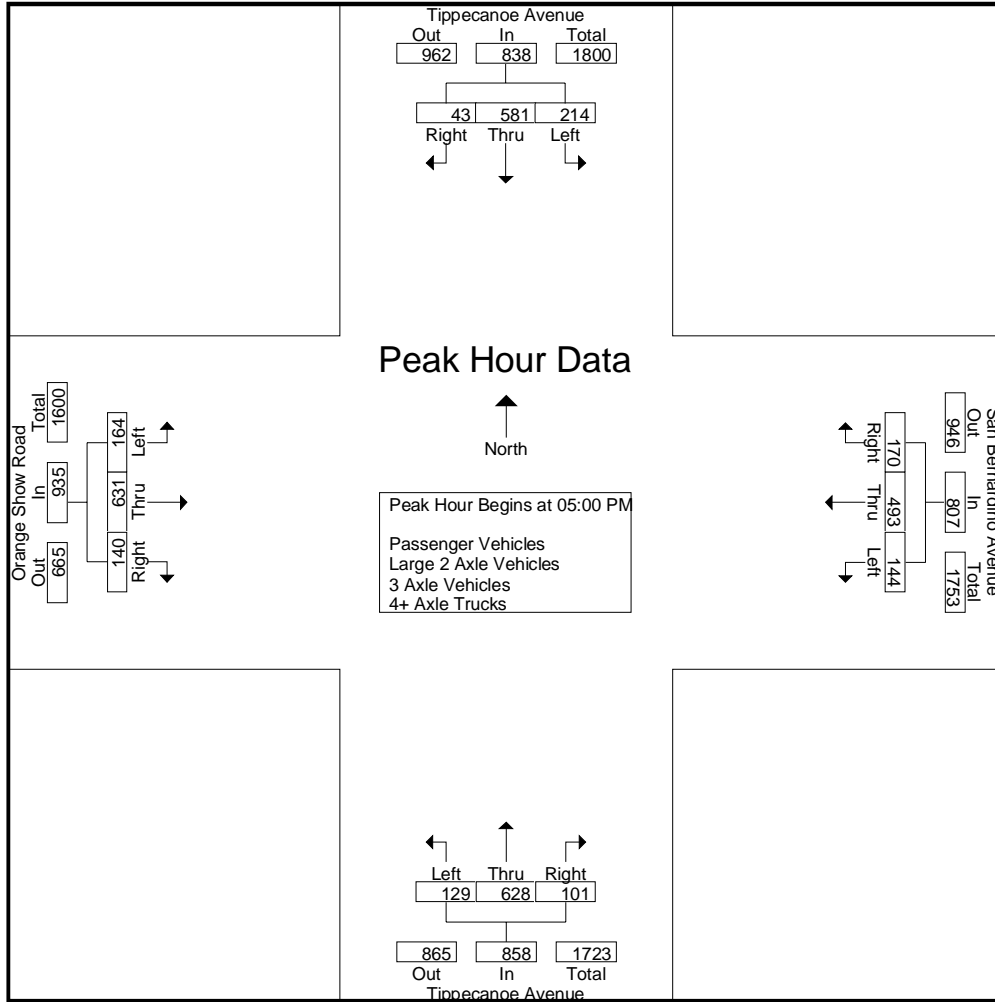 Tippecanoe Avenue
Out In Total
962 838 1800
43 581 214
Right Thru Left
Peak Hour Data
North
Peak Hour Begins at 05:00 PM
Passenger Vehicles
Large 2 Axle Vehicles
3 Axle Vehicles
4+ Axle Trucks
Orange Show Road
Out In Total
665 935 1600
164 631 140
Left Thru Right
San Bernardino Avenue
Out In Total
946 807 1753
170 493 144
Right Thru Left
Left Thru Right
129 628 101
865 858 1723
Out In Total
Tippecanoe Avenue